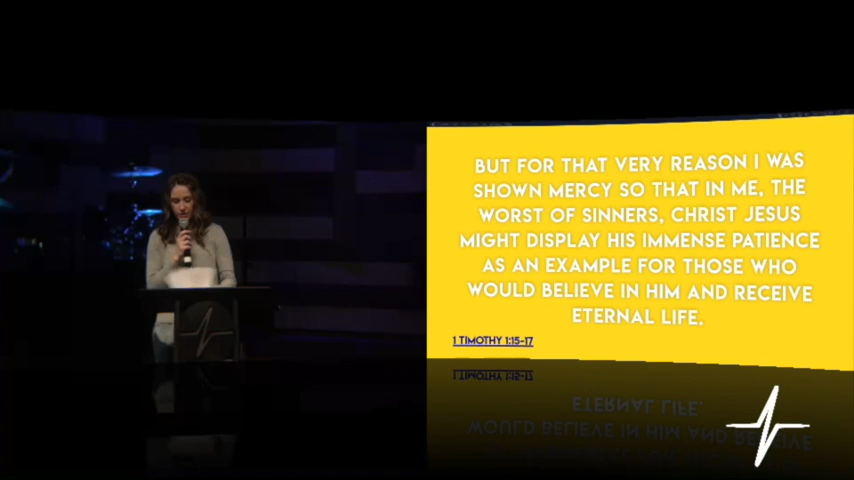 BUT FOR THAT VERY REASON I WAS
SHOWN MERCY SO THAT IN ME, THE
WORST OF SINNERS, CHRIST JESUS
MIGHT DISPLAY HIS IMMENSE PATIENCE
AS AN EXAMPLE FOR THOSE WHO
WOULD BELIEVE IN HIM AND RECEIVE
ETERNAL LIFE.
1 TIMOTHY 1:15-17